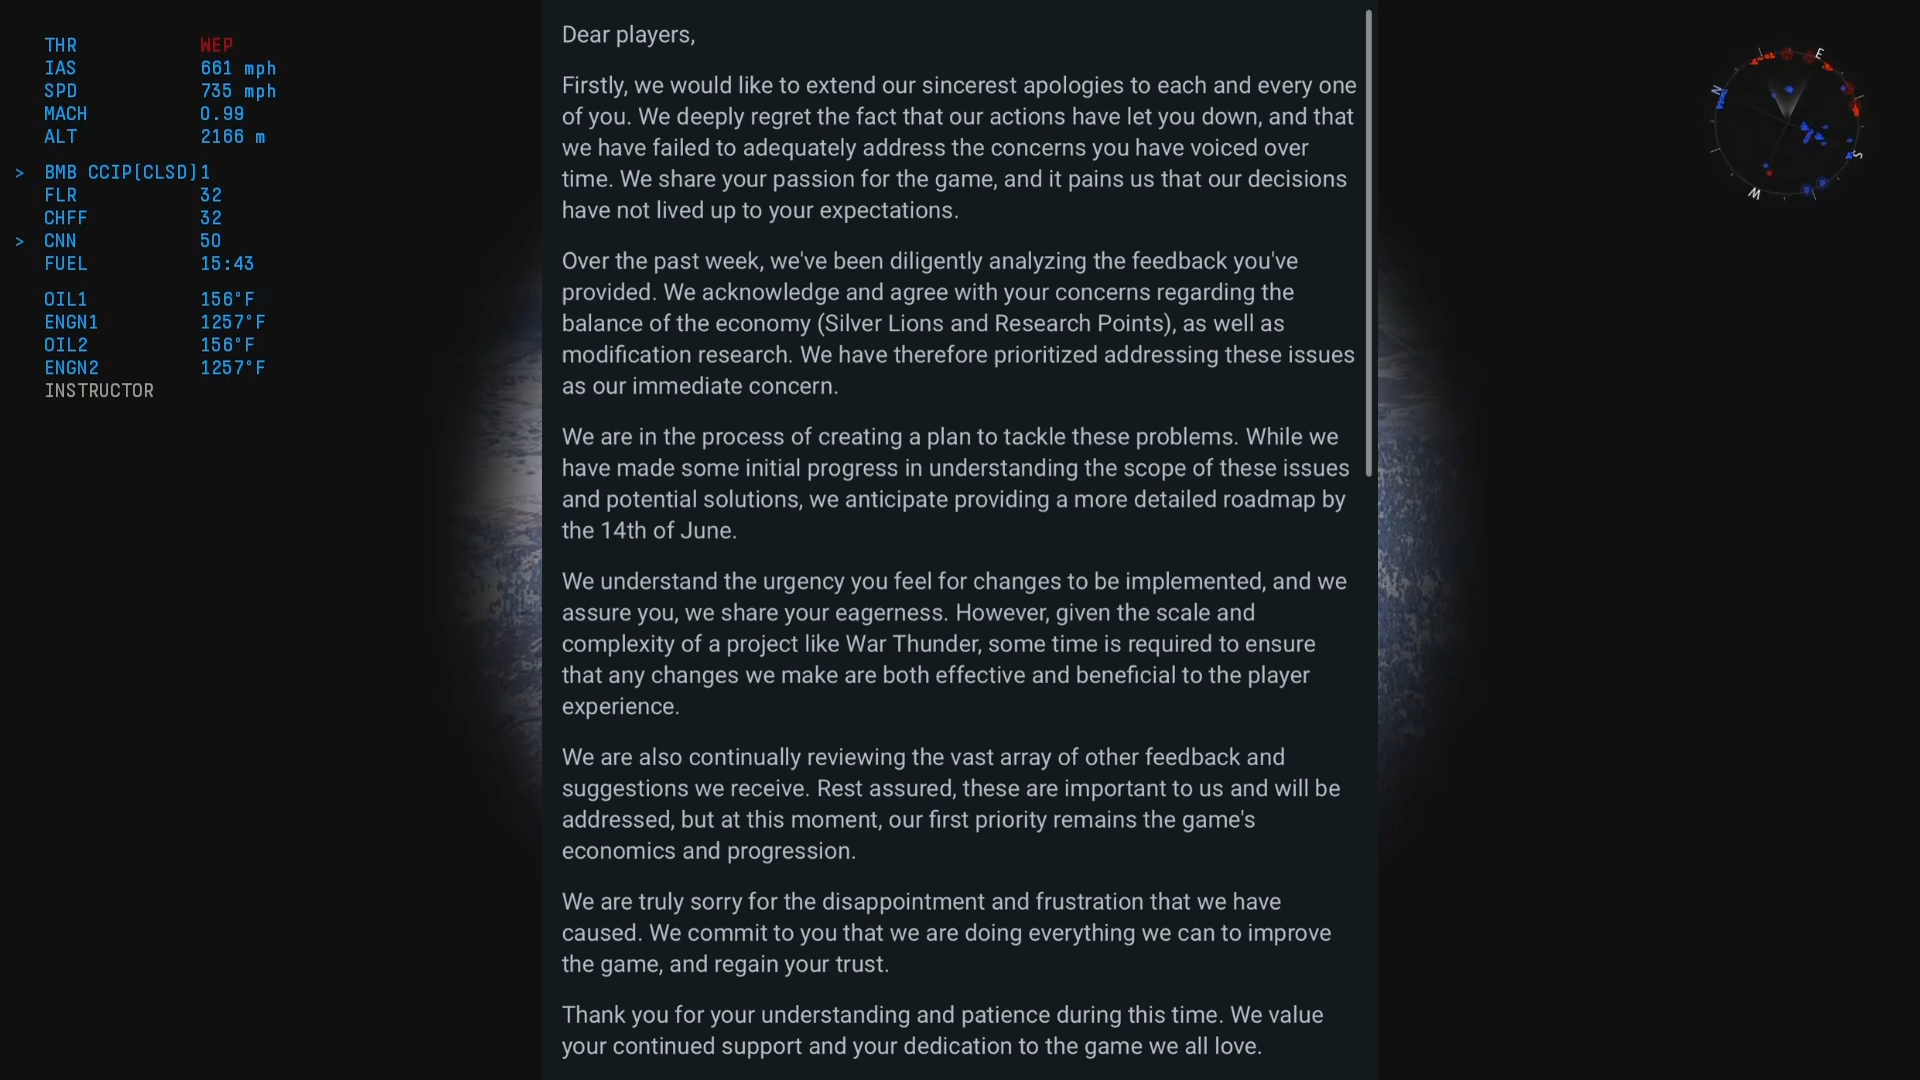 THR WEP
IAS 661 mph
SPD 735 mph
MACH 0.99
ALT 2166 m
> BMB CCIP[CLSD]1
FLR 32
CHFF 32
> CNN 50
FUEL 15:43
OIL1 156°F
ENGN1 1257°F
OIL2 156°F
ENGN2 1257°F
INSTRUCTOR
Dear players,
Firstly, we would like to extend our sincerest apologies to each and every one
of you. We deeply regret the fact that our actions have let you down, and that
we have failed to adequately address the concerns you have voiced over
time. We share your passion for the game, and it pains us that our decisions
have not lived up to your expectations.
Over the past week, we've been diligently analyzing the feedback you've
provided. We acknowledge and agree with your concerns regarding the
balance of the economy (Silver Lions and Research Points), as well as
modification research. We have therefore prioritized addressing these issues
as our immediate concern.
We are in the process of creating a plan to tackle these problems. While we
have made some initial progress in understanding the scope of these issues
and potential solutions, we anticipate providing a more detailed roadmap by
the 14th of June.
We understand the urgency you feel for changes to be implemented, and we
assure you, we share your eagerness. However, given the scale and
complexity of a project like War Thunder, some time is required to ensure
that any changes we make are both effective and beneficial to the player
experience.
We are also continually reviewing the vast array of other feedback and
suggestions we receive. Rest assured, these are important to us and will be
addressed, but at this moment, our first priority remains the game's
economics and progression.
We are truly sorry for the disappointment and frustration that we have
caused. We commit to you that we are doing everything we can to improve
the game, and regain your trust.
Thank you for your understanding and patience during this time. We value
your continued support and your dedication to the game we all love.
E
N
S
W